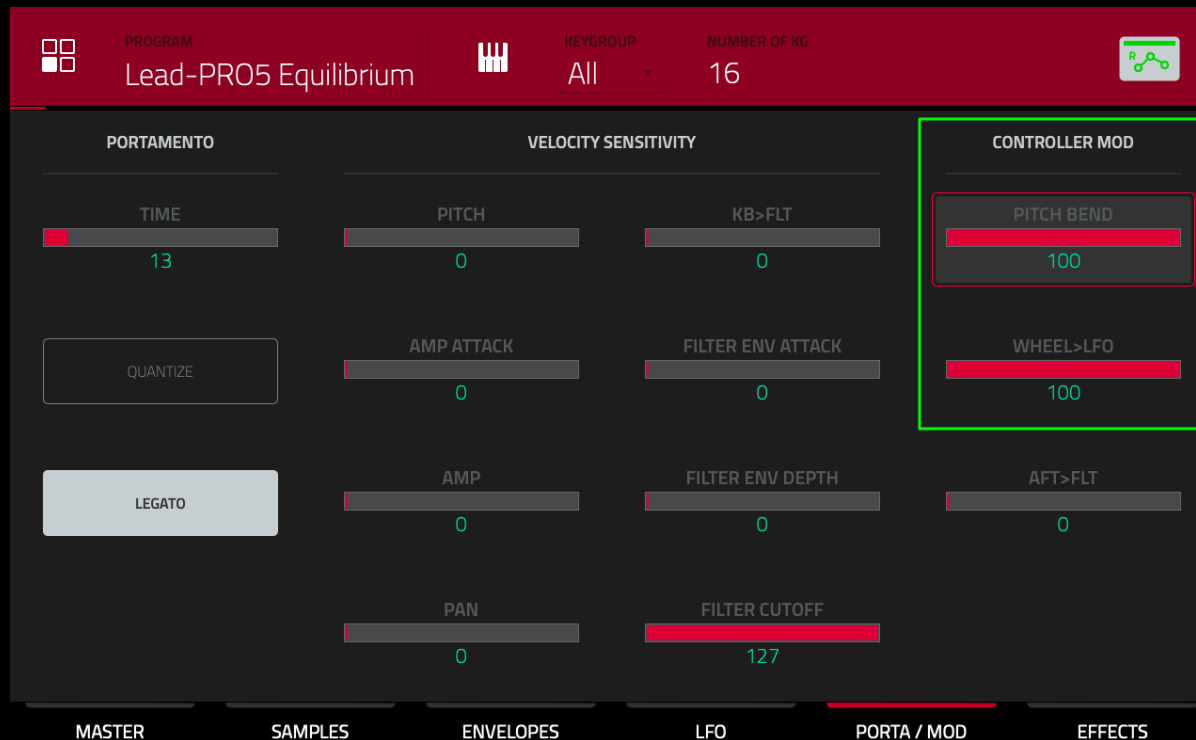 PROGRAM
Lead-PRO5 Equilibrium
KEYGROUP
All
NUMBER OF KG
16
R
PORTAMENTO
TIME
13
QUANTIZE
LEGATO
VELOCITY SENSITIVITY
PITCH
0
KB>FLT
0
AMP ATTACK
0
FILTER ENV ATTACK
0
AMP
0
FILTER ENV DEPTH
0
PAN
0
FILTER CUTOFF
127
CONTROLLER MOD
PITCH BEND
100
WHEEL>LFO
100
AFT>FLT
0
MASTER
SAMPLES
ENVELOPES
LFO
PORTA / MOD
EFFECTS